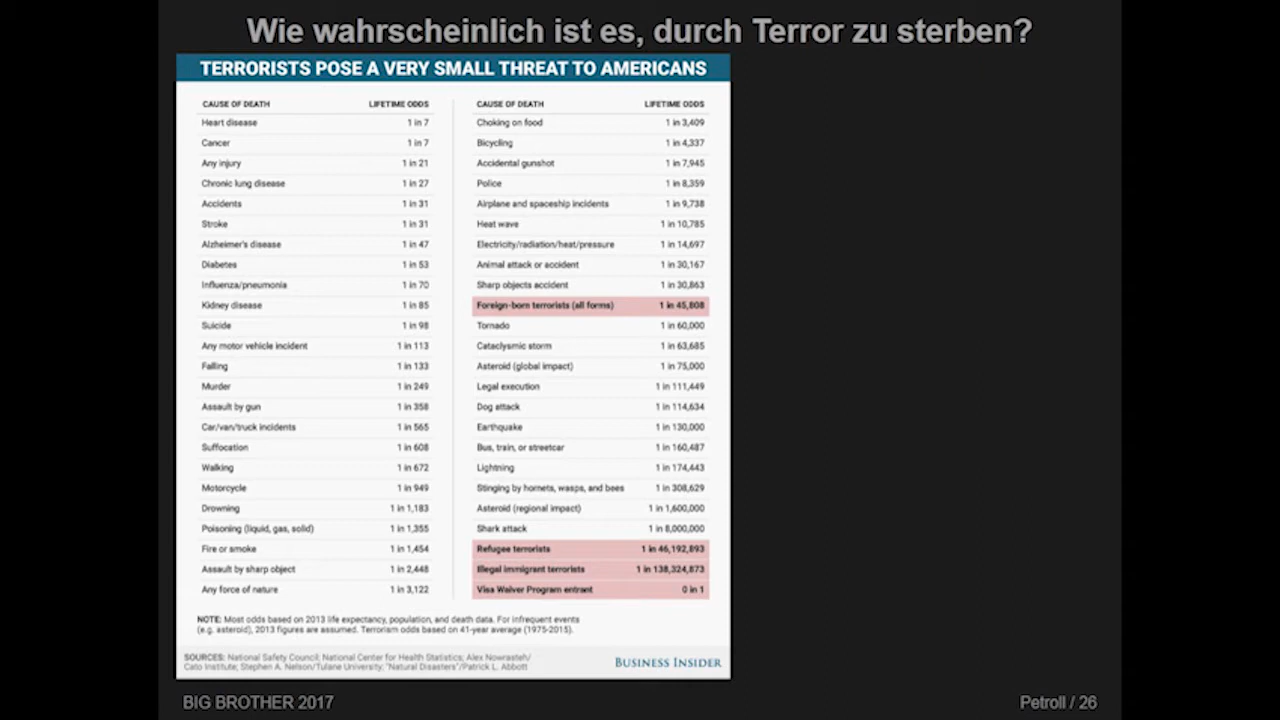 Wie wahrscheinlich ist es, durch Terror zu sterben?
TERRORISTS POSE A VERY SMALL THREAT TO AMERICANS
CAUSE OF DEATH LIFETIME ODDS
Heart disease 1 in 7
Cancer 1 in 7
Any injury 1 in 21
Chronic lung disease 1 in 27
Accidents 1 in 31
Stroke 1 in 31
Alzheimer's disease 1 in 47
Diabetes 1 in 53
Influenza/pneumonia 1 in 70
Kidney disease 1 in 85
Suicide 1 in 98
Any motor vehicle incident 1 in 113
Falling 1 in 133
Murder 1 in 249
Assault by gun 1 in 358
Car/van/truck incidents 1 in 565
Suffocation 1 in 608
Walking 1 in 672
Motorcycle 1 in 949
Drowning 1 in 1,183
Poisoning (liquid, gas, solid) 1 in 1,355
Fire or smoke 1 in 1,454
Assault by sharp object 1 in 2,448
Any force of nature 1 in 3,122
CAUSE OF DEATH LIFETIME ODDS
Choking on food 1 in 3,409
Bicycling 1 in 4,337
Accidental gunshot 1 in 7,945
Police 1 in 8,359
Airplane and spaceship incidents 1 in 9,738
Heat wave 1 in 10,785
Electricity/radiation/heat/pressure 1 in 14,697
Animal attack or accident 1 in 30,167
Sharp objects accident 1 in 30,863
Foreign-born terrorists (all forms) 1 in 45,808
Tornado 1 in 60,000
Cataclysmic storm 1 in 63,685
Asteroid (global impact) 1 in 75,000
Legal execution 1 in 111,449
Dog attack 1 in 114,634
Earthquake 1 in 130,000
Bus, train, or streetcar 1 in 160,487
Lightning 1 in 174,443
Stinging by hornets, wasps, and bees 1 in 308,629
Asteroid (regional impact) 1 in 1,600,000
Shark attack 1 in 8,000,000
Refugee terrorists 1 in 46,192,893
Illegal immigrant terrorists 1 in 138,324,873
Visa Waiver Program entrant 0 in 1
NOTE: Most odds based on 2013 life expectancy, population, and death data. For infrequent events
(e.g. asteroid), 2013 figures are assumed. Terrorism odds based on 41-year average (1975-2015).
SOURCES: National Safety Council; National Center for Health Statistics; Alex Nowrasteh/
Cato Institute; Stephen A. Nelson/Tulane University; "Natural Disasters"/Patrick L. Abbott
BUSINESS INSIDER
BIG BROTHER 2017
Petroll / 26